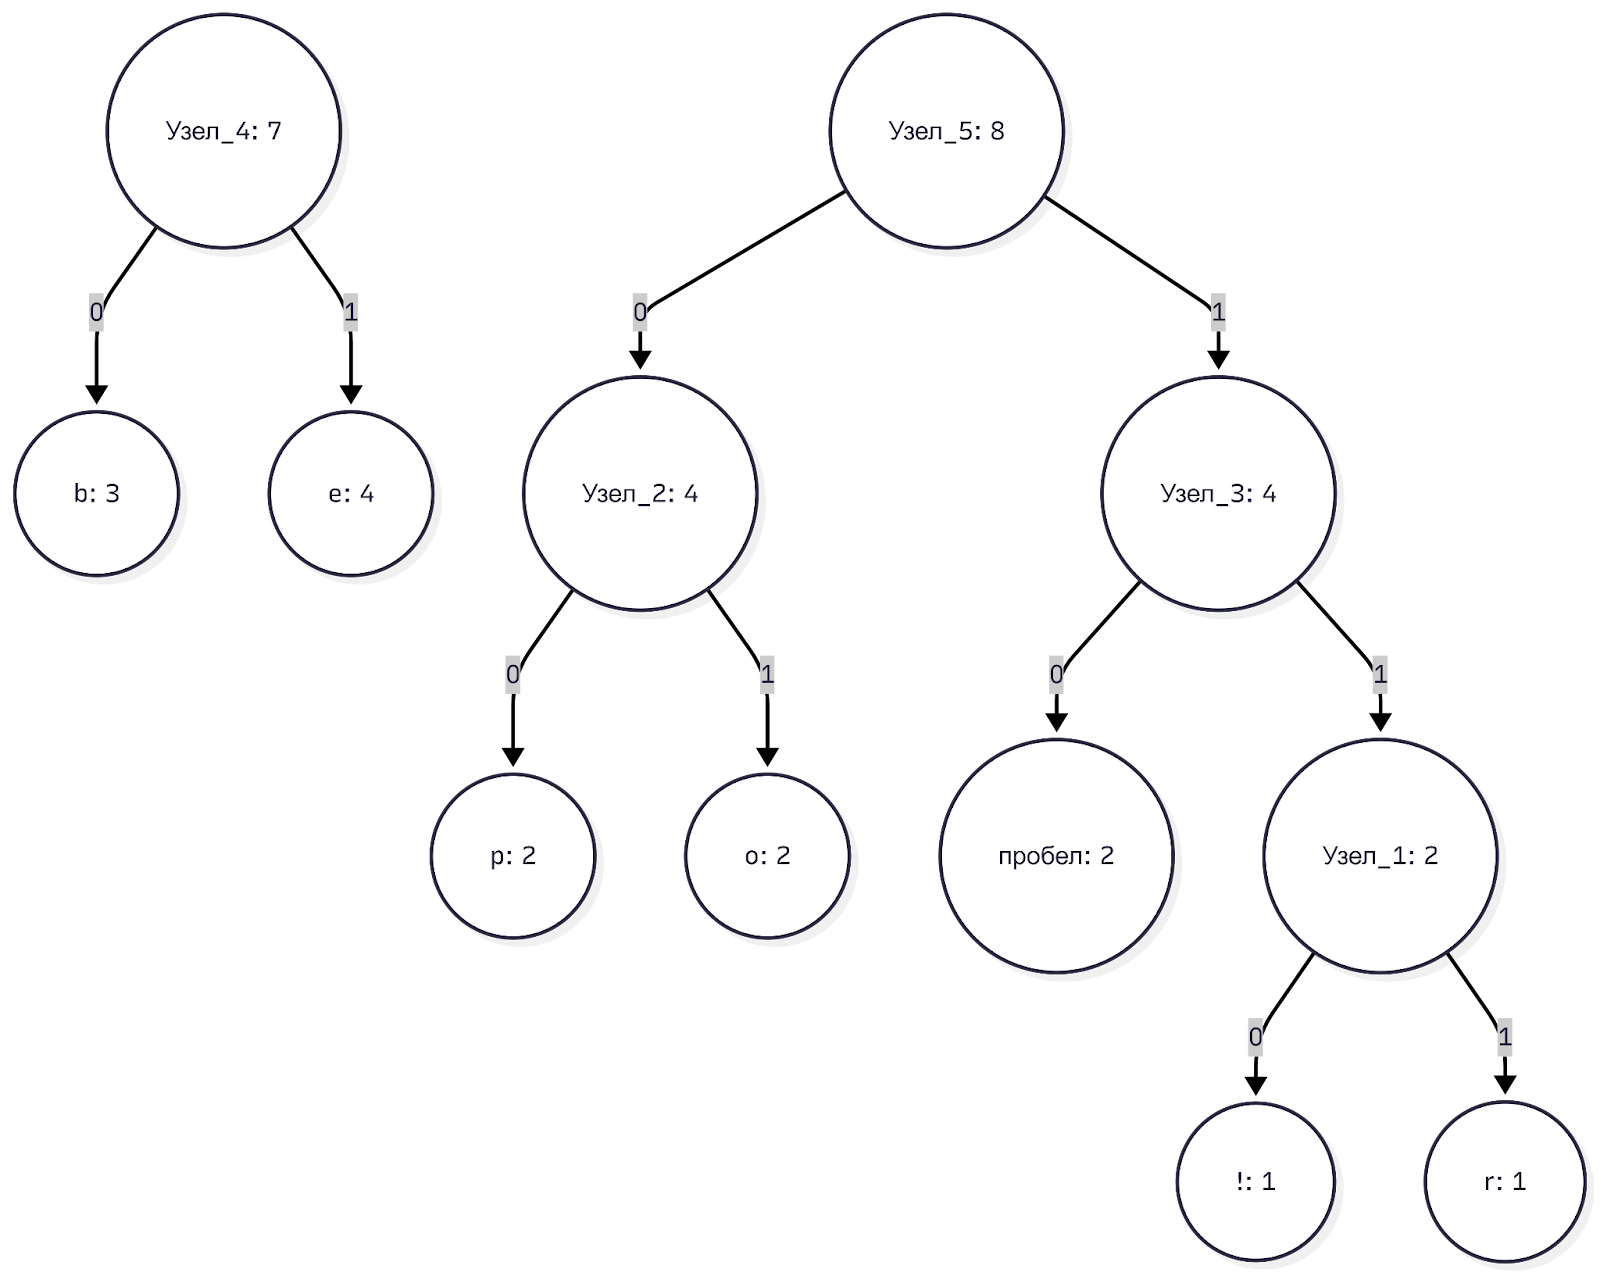 Узел_4: 7
Узел_5: 8
0
1
0
1
b: 3
e: 4
Узел_2: 4
Узел_3: 4
0
1
0
1
p: 2
o: 2
пробел: 2
Узел_1: 2
0
1
!: 1
r: 1